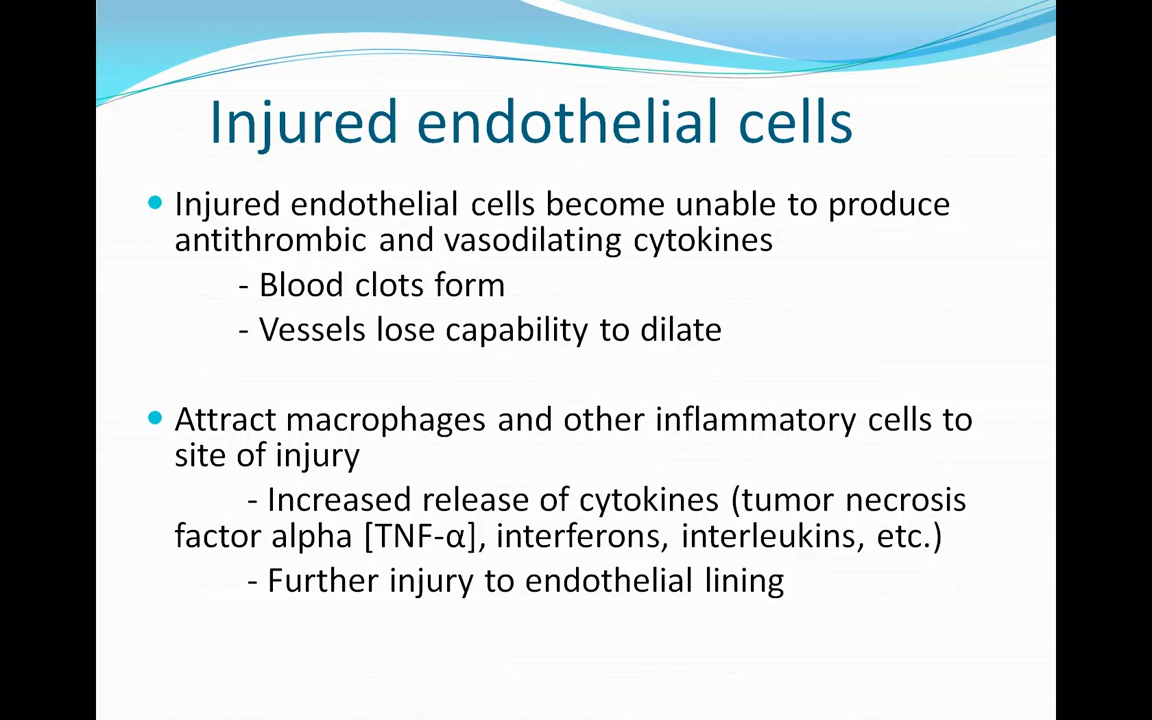 Injured endothelial cells
• Injured endothelial cells become unable to produce
antithrombic and vasodilating cytokines
- Blood clots form
- Vessels lose capability to dilate
• Attract macrophages and other inflammatory cells to
site of injury
- Increased release of cytokines (tumor necrosis
factor alpha [TNF-α], interferons, interleukins, etc.)
- Further injury to endothelial lining